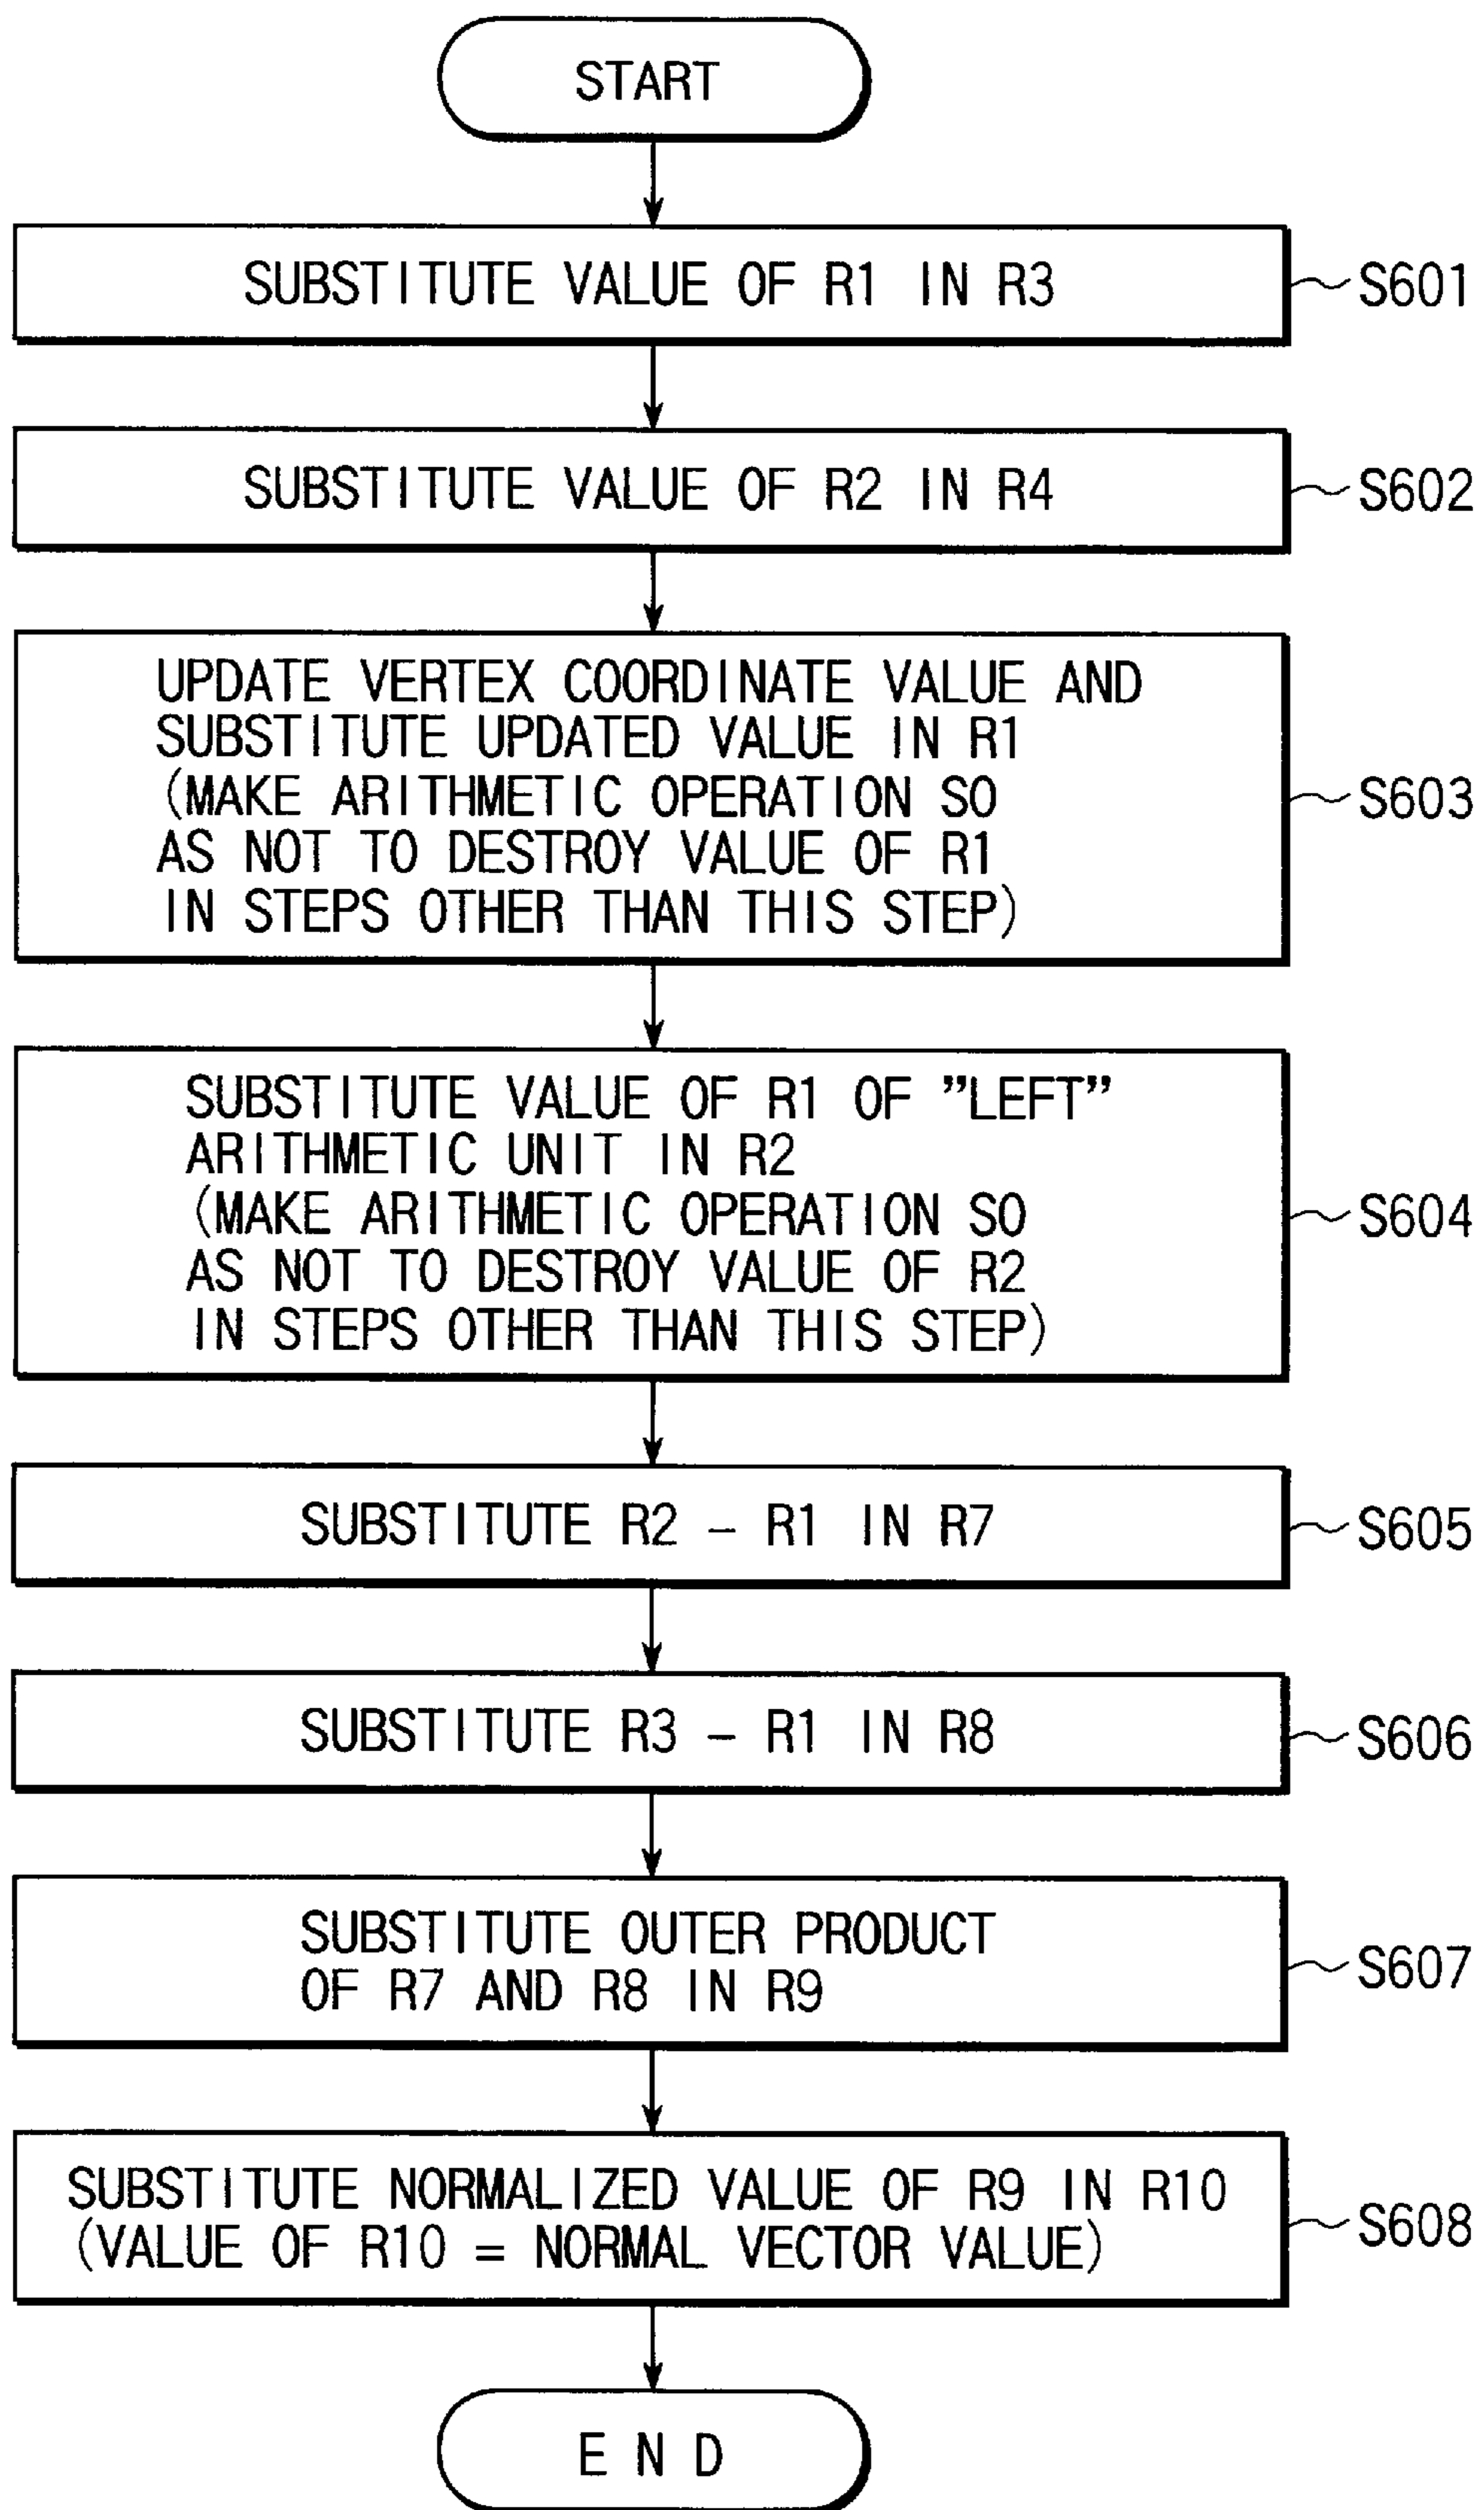 START
SUBSTITUTE VALUE OF R1 IN R3
S601
SUBSTITUTE VALUE OF R2 IN R4
S602
UPDATE VERTEX COORDINATE VALUE AND
SUBSTITUTE UPDATED VALUE IN R1
(MAKE ARITHMETIC OPERATION SO
AS NOT TO DESTROY VALUE OF R1
IN STEPS OTHER THAN THIS STEP)
S603
SUBSTITUTE VALUE OF R1 OF ”LEFT”
ARITHMETIC UNIT IN R2
(MAKE ARITHMETIC OPERATION SO
AS NOT TO DESTROY VALUE OF R2
IN STEPS OTHER THAN THIS STEP)
S604
SUBSTITUTE R2 – R1 IN R7
S605
SUBSTITUTE R3 – R1 IN R8
S606
SUBSTITUTE OUTER PRODUCT
OF R7 AND R8 IN R9
S607
SUBSTITUTE NORMALIZED VALUE OF R9 IN R10
(VALUE OF R10 = NORMAL VECTOR VALUE)
S608
END